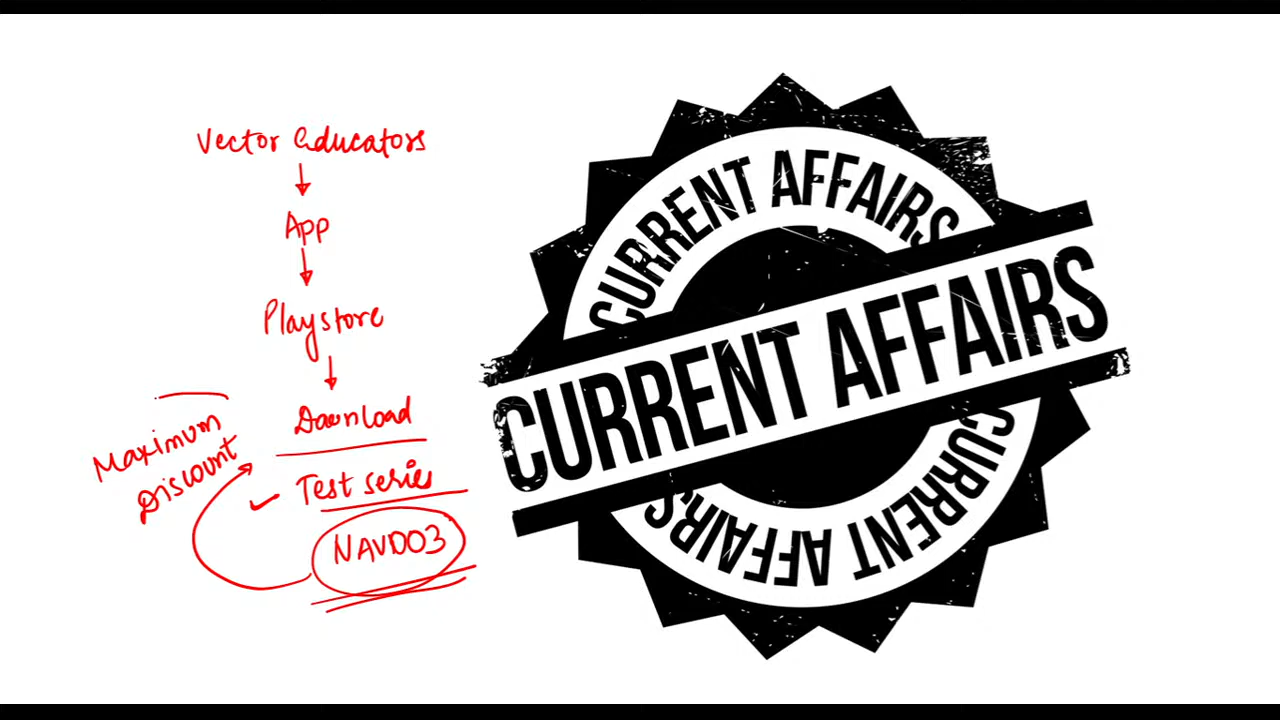 Vector Educators
App
Playstore
Download
Maximum
Discount
Test series
NAVD03
CURRENT AFFAIRS
CURRENT AFFAIRS
CURRENT AFFAIRS